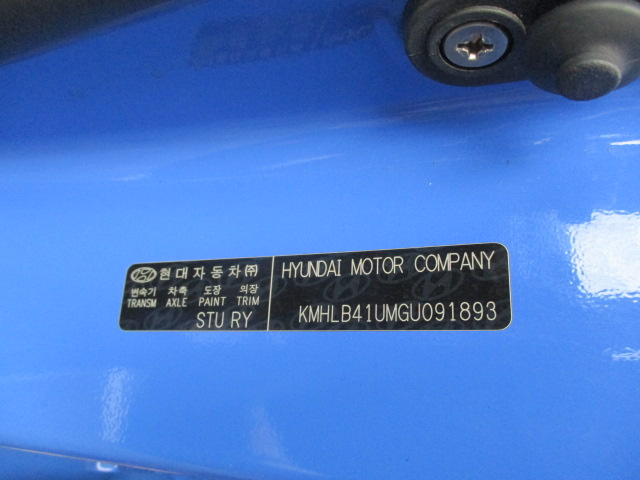 현대자동차㈜
변속기 차축 도장 의장
TRANSM AXLE PAINT TRIM
STU RY
HYUNDAI MOTOR COMPANY
KMHLB41UMGU091893